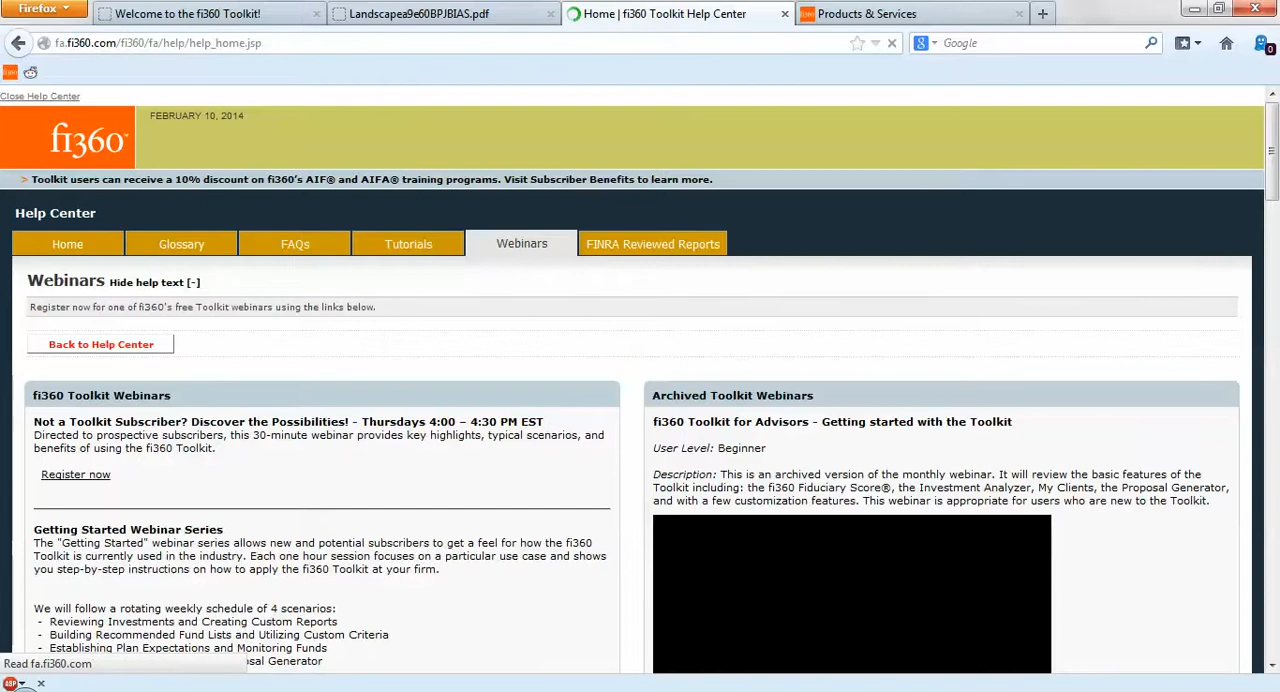 Firefox
Welcome to the fi360 Toolkit!
Landscapea9e60BPJBIAS.pdf
Home | fi360 Toolkit Help Center
Products & Services
fa.fi360.com/fi360/fa/help/help_home.jsp
Google
0
Close Help Center
fi360
FEBRUARY 10, 2014
> Toolkit users can receive a 10% discount on fi360's AIF® and AIFA® training programs. Visit Subscriber Benefits to learn more.
Help Center
Home
Glossary
FAQs
Tutorials
Webinars
FINRA Reviewed Reports
Webinars Hide help text [-]
Register now for one of fi360's free Toolkit webinars using the links below.
Back to Help Center
fi360 Toolkit Webinars
Not a Toolkit Subscriber? Discover the Possibilities! - Thursdays 4:00 – 4:30 PM EST
Directed to prospective subscribers, this 30-minute webinar provides key highlights, typical scenarios, and
benefits of using the fi360 Toolkit.
Register now
Getting Started Webinar Series
The "Getting Started" webinar series allows new and potential subscribers to get a feel for how the fi360
Toolkit is currently used in the industry. Each one hour session focuses on a particular use case and shows
you step-by-step instructions on how to apply the fi360 Toolkit at your firm.
We will follow a rotating weekly schedule of 4 scenarios:
- Reviewing Investments and Creating Custom Reports
- Building Recommended Fund Lists and Utilizing Custom Criteria
- Establishing Plan Expectations and Monitoring Funds
Generator
Archived Toolkit Webinars
fi360 Toolkit for Advisors - Getting started with the Toolkit
User Level: Beginner
Description: This is an archived version of the monthly webinar. It will review the basic features of the
Toolkit including: the fi360 Fiduciary Score®, the Investment Analyzer, My Clients, the Proposal Generator,
and with a few customization features. This webinar is appropriate for users who are new to the Toolkit.
Read fa.fi360.com
ABP